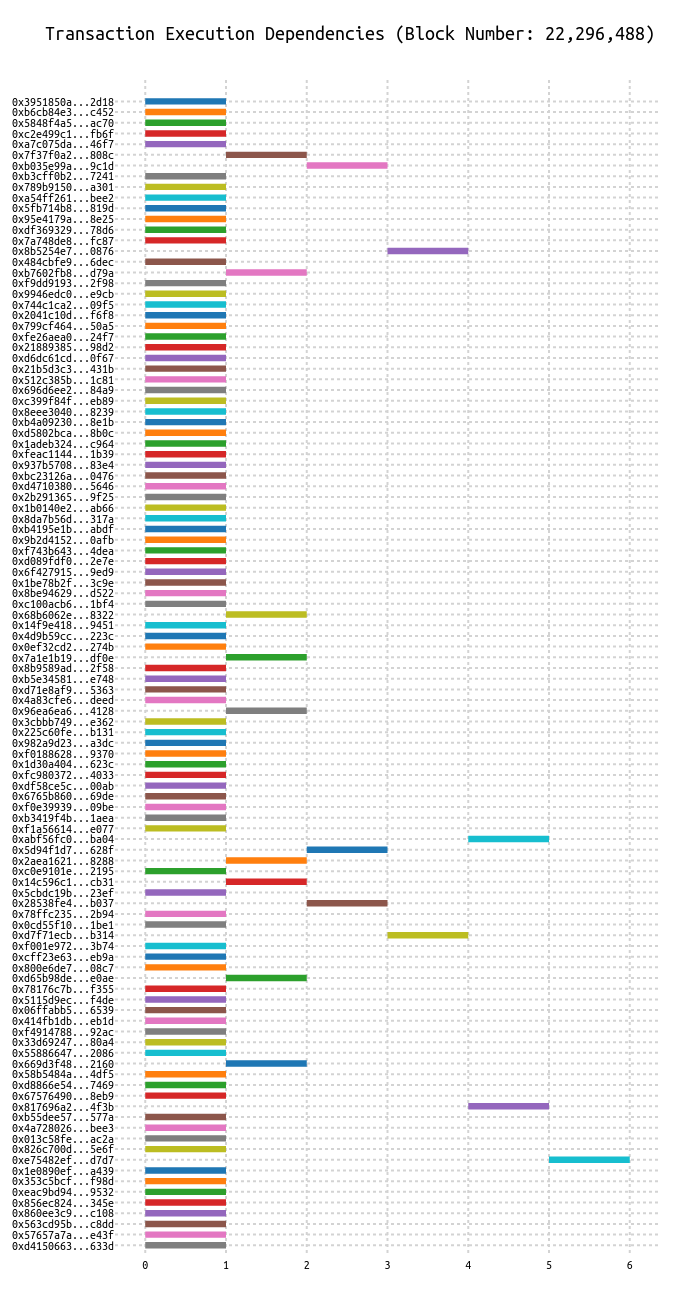 Transaction Execution Dependencies (Block Number: 22,296,488)
0x3951850a...2d18
0xb6cb84e3...c452
0x5848f4a5...ac70
0xc2e499c1...fb6f
0xa7c075da...46f7
0x7f37f0a2...808c
0xb035e99a...9c1d
0xb3cff0b2...7241
0x789b9150...a301
0xa54ff261...bee2
0x5fb714b8...819d
0x95e4179a...8e25
0xdf369329...78d6
0x7a748de8...fc87
0x8b5254e7...0876
0x484cbfe9...6dec
0xb7602fb8...d79a
0xf9dd9193...2f98
0x9946edc0...e9cb
0x744c1ca2...09f5
0x2041c10d...f6f8
0x799cf464...50a5
0xfe26aea0...24f7
0x21889385...98d2
0xd6dc61cd...0f67
0x21b5d3c3...431b
0x512c385b...1c81
0x696d6ee2...84a9
0xc399f84f...eb89
0x8eee3040...8239
0xb4a09230...8e1b
0xd5802bca...8b0c
0x1adeb324...c964
0xfeac1144...1b39
0x937b5708...83e4
0xbc23126a...0476
0xd4710380...5646
0x2b291365...9f25
0x1b0140e2...ab66
0x8da7b56d...317a
0xb4195e1b...abdf
0x9b2d4152...0afb
0xf743b643...4dea
0xd089fdf0...2e7e
0x6f427915...9ed9
0x1be78b2f...3c9e
0x8be94629...d522
0xc100acb6...1bf4
0x68b6062e...8322
0x14f9e418...9451
0x4d9b59cc...223c
0x0ef32cd2...274b
0x7a1e1b19...df0e
0x8b9589ad...2f58
0xb5e34581...e748
0xd71e8af9...5363
0x4a83cfe6...deed
0x96ea6ea6...4128
0x3cbbb749...e362
0x225c60fe...b131
0x982a9d23...a3dc
0xf0188628...9370
0x1d30a404...623c
0xfc980372...4033
0xdf58ce5c...00ab
0x6765b860...69de
0xf0e39939...09be
0xb3419f4b...1aea
0xf1a56614...e077
0xabf56fc0...ba04
0x5d94f1d7...628f
0x2aea1621...8288
0xc0e9101e...2195
0x14c596c1...cb31
0x5cbdc19b...23ef
0x28538fe4...b037
0x78ffc235...2b94
0x0cd55f10...1be1
0xd7f71ecb...b314
0xf001e972...3b74
0xcff23e63...eb9a
0x800e6de7...08c7
0xd65b98de...e0ae
0x78176c7b...f355
0x5115d9ec...f4de
0x06ffabb5...6539
0x414fb1db...eb1d
0xf4914788...92ac
0x33d69247...80a4
0x55886647...2086
0x669d3f48...2160
0x58b5484a...4df5
0xd8866e54...7469
0x67576490...8eb9
0x817696a2...4f3b
0xb55dee57...577a
0x4a728026...bee3
0x013c58fe...ac2a
0x826c700d...5e6f
0xe75482ef...d7d7
0x1e0890ef...a439
0x353c5bcf...f98d
0xeac9bd94...9532
0x856ec824...345e
0x860ee3c9...c108
0x563cd95b...c8dd
0x57657a7a...e43f
0xd4150663...633d
0 1 2 3 4 5 6